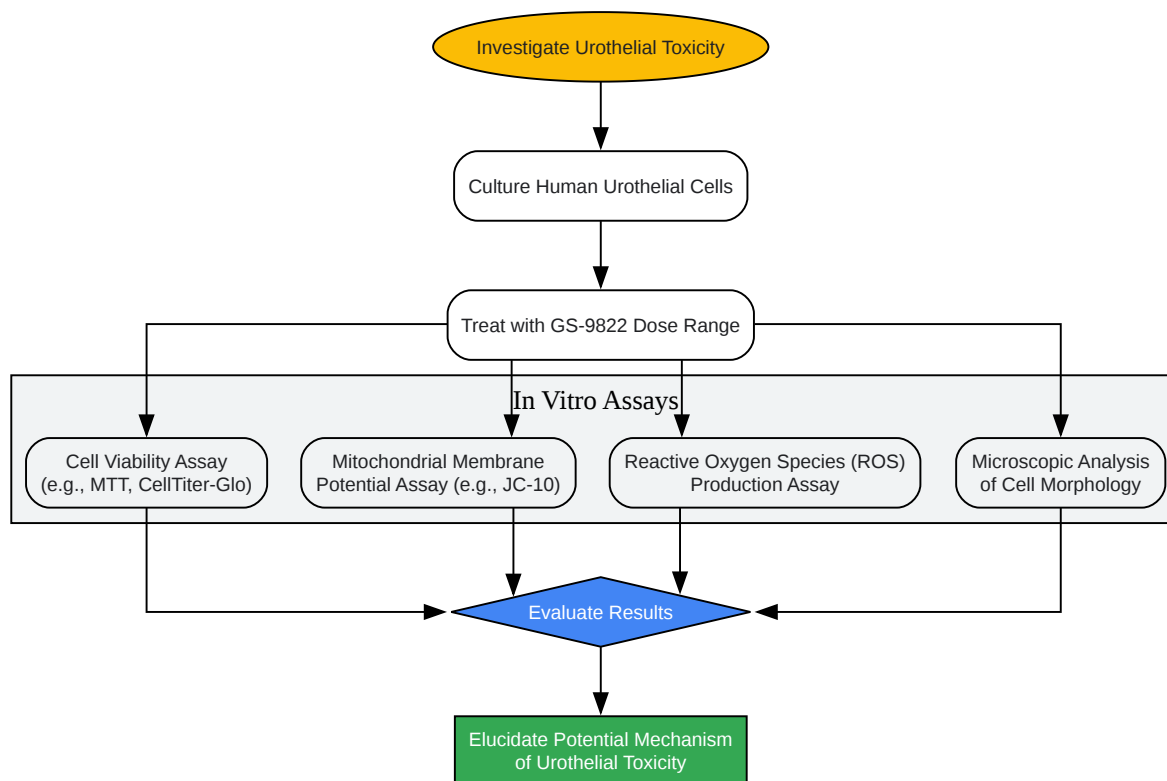 Investigate Urothelial Toxicity
Culture Human Urothelial Cells
Treat with GS-9822 Dose Range
In Vitro Assays
Cell Viability Assay
(e.g., MTT, CellTiter-Glo)
Mitochondrial Membrane
Potential Assay (e.g., JC-10)
Reactive Oxygen Species (ROS)
Production Assay
Microscopic Analysis
of Cell Morphology
Evaluate Results
Elucidate Potential Mechanism
of Urothelial Toxicity